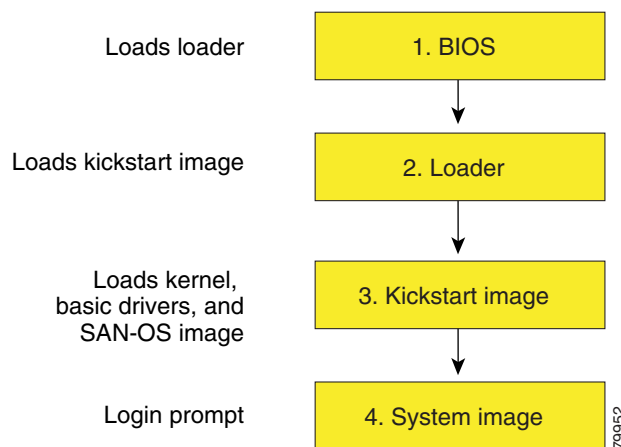 Loads loader
1. BIOS
Loads kickstart image
2. Loader
Loads kernel,
basic drivers, and
SAN-OS image
3. Kickstart image
Login prompt
4. System image
79952